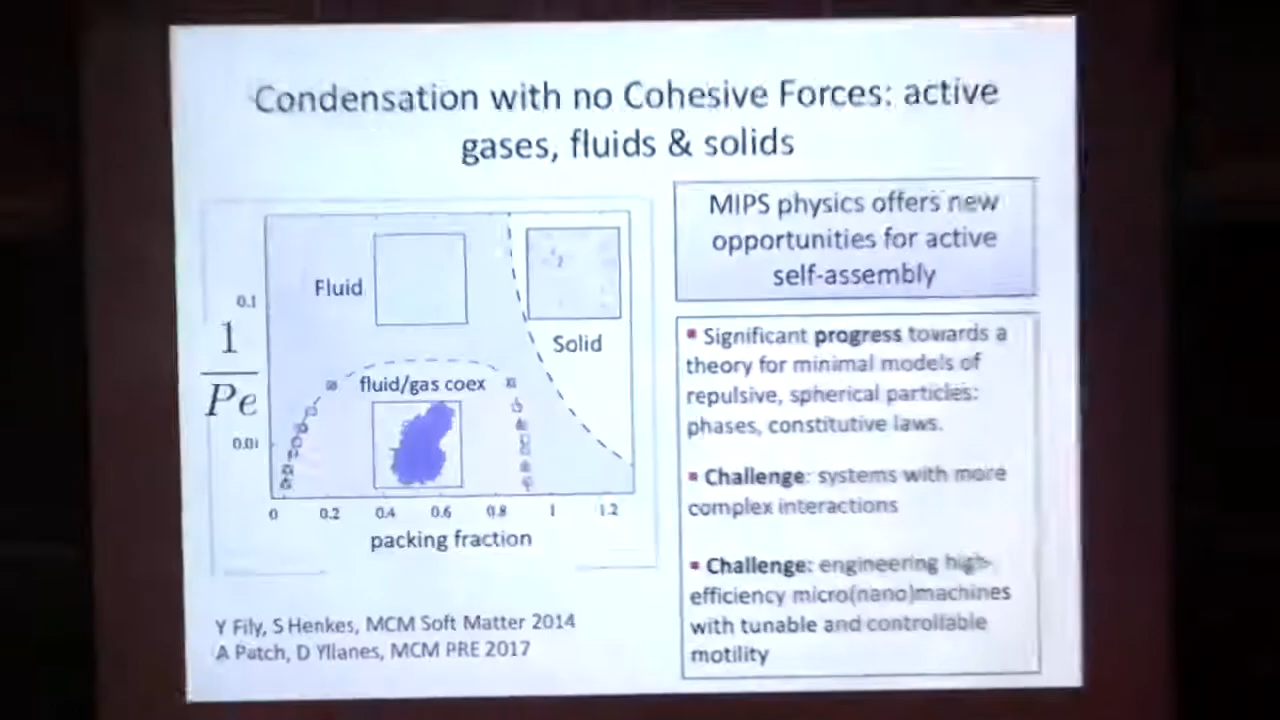 Condensation with no Cohesive Forces: active
gases, fluids & solids
Fluid
Solid
fluid/gas coex
0.1
1
Pe
0.01
0
0.2
0.4
0.6
0.8
1
1.2
packing fraction
Y Fily, S Henkes, MCM Soft Matter 2014
A Patch, D Yllanes, MCM PRE 2017
MIPS physics offers new
opportunities for active
self-assembly
▪ Significant progress towards a
theory for minimal models of
repulsive, spherical particles:
phases, constitutive laws.
▪ Challenge: systems with more
complex interactions
▪ Challenge: engineering high-
efficiency micro(nano)machines
with tunable and controllable
motility